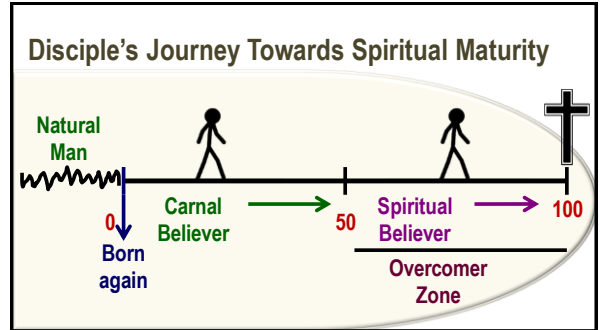 Disciple's Journey Towards Spiritual Maturity
Natural
Man
0
Born
again
Carnal
Believer
50
Spiritual
Believer
100
Overcomer
Zone